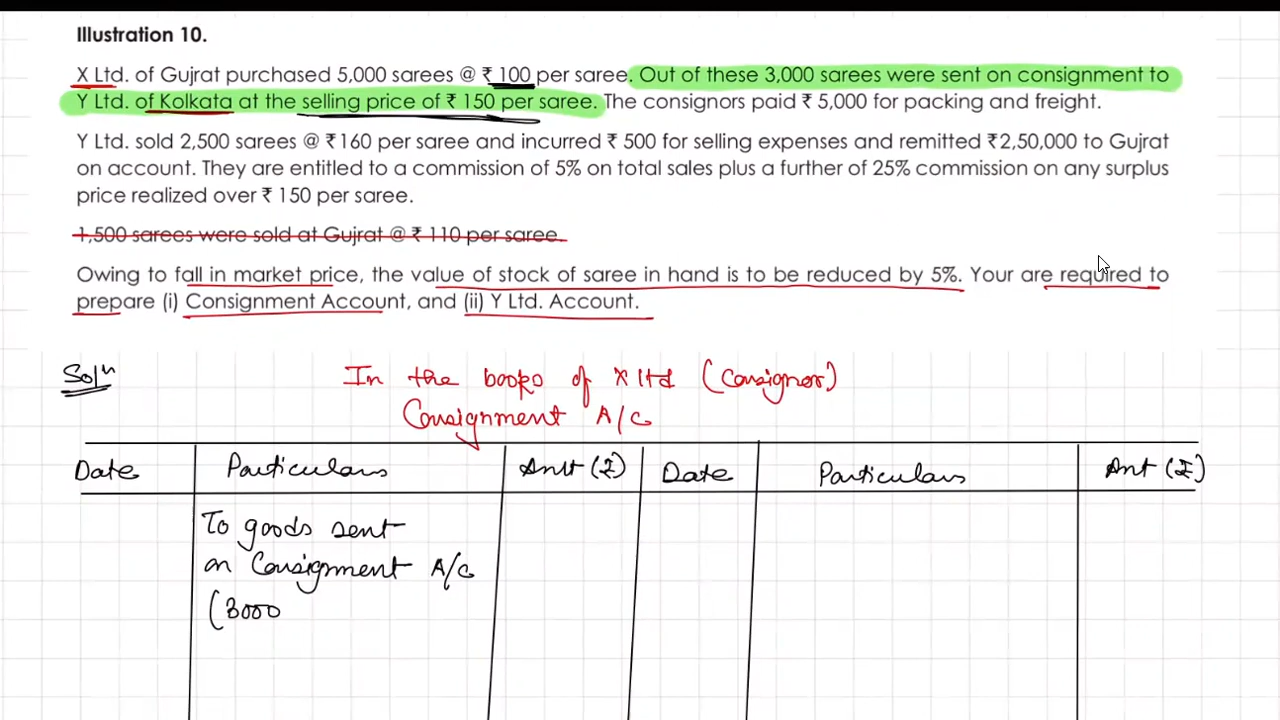 Illustration 10.
X Ltd. of Gujrat purchased 5,000 sarees @ ₹ 100 per saree. Out of these 3,000 sarees were sent on consignment to
Y Ltd. of Kolkata at the selling price of ₹ 150 per saree. The consignors paid ₹ 5,000 for packing and freight.
Y Ltd. sold 2,500 sarees @ ₹160 per saree and incurred ₹ 500 for selling expenses and remitted ₹2,50,000 to Gujrat
on account. They are entitled to a commission of 5% on total sales plus a further of 25% commission on any surplus
price realized over ₹ 150 per saree.
1,500 sarees were sold at Gujrat @ ₹ 110 per saree.
Owing to fall in market price, the value of stock of saree in hand is to be reduced by 5%. Your are required to
prepare (i) Consignment Account, and (ii) Y Ltd. Account.
Solⁿ
In the books of X ltd (Consignor)
Consignment A/C
Date Particulars Amt (₹) Date Particulars Amt (₹)
To goods sent
on Consignment A/C
(3000